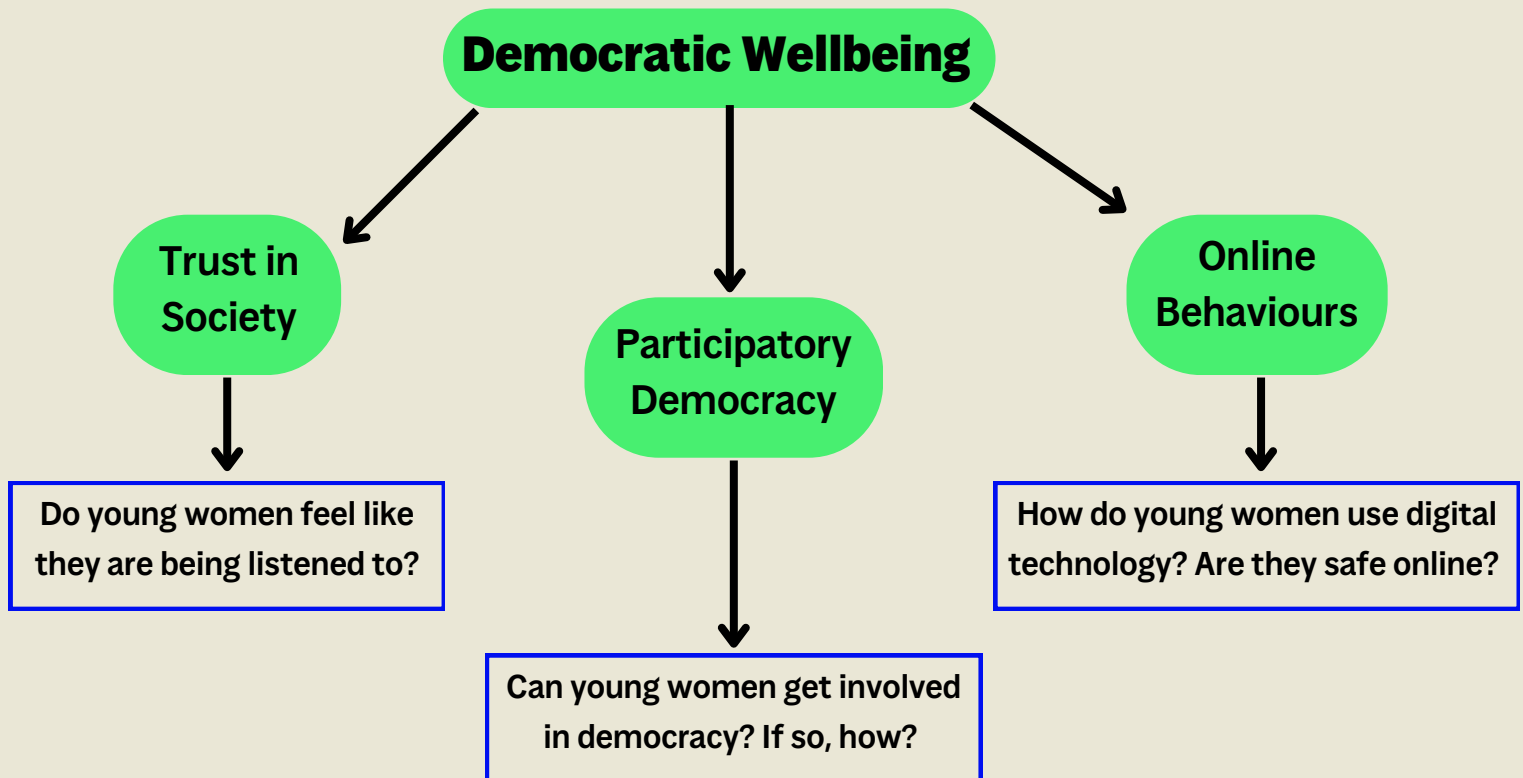 Democratic Wellbeing
Trust in
Society
Participatory
Democracy
Online
Behaviours
Do young women feel like
they are being listened to?
Can young women get involved
in democracy? If so, how?
How do young women use digital
technology? Are they safe online?